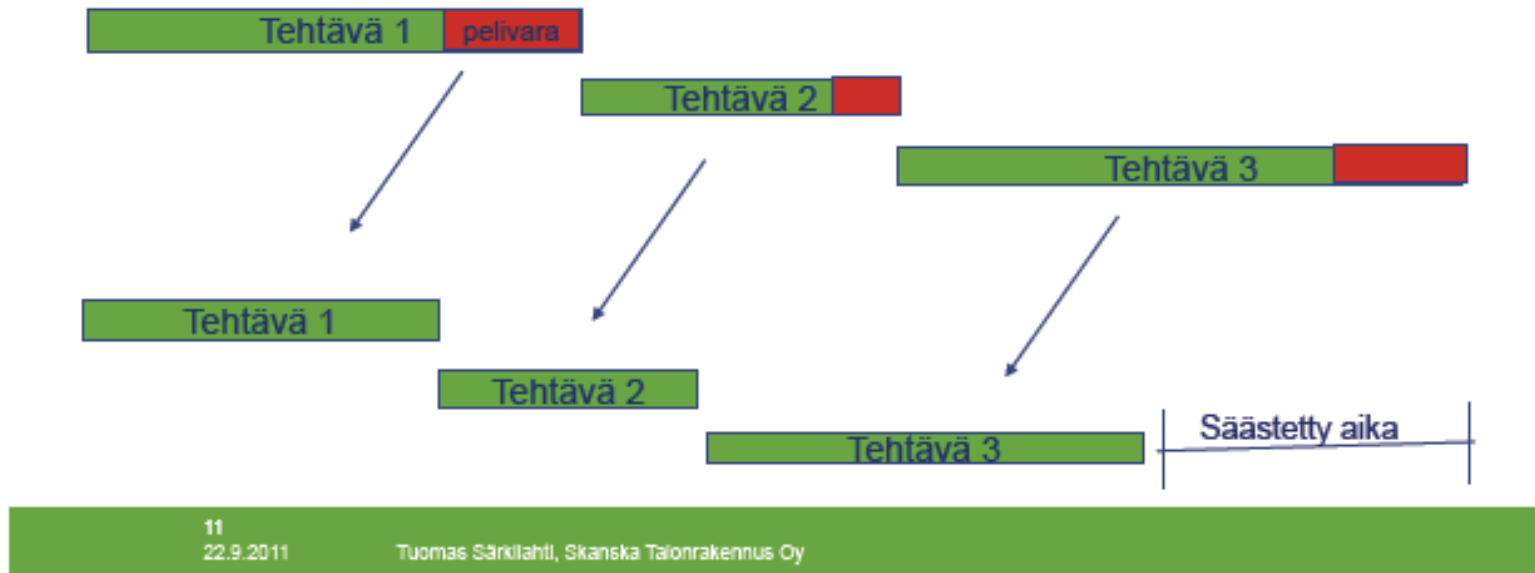 Tehtävä 1 pelivara
Tehtävä 2
Tehtävä 3
Tehtävä 1
Tehtävä 2
Tehtävä 3
Säästetty aika
11
22.9.2011 Tuomas Särkilahti, Skanska Talonrakennus Oy